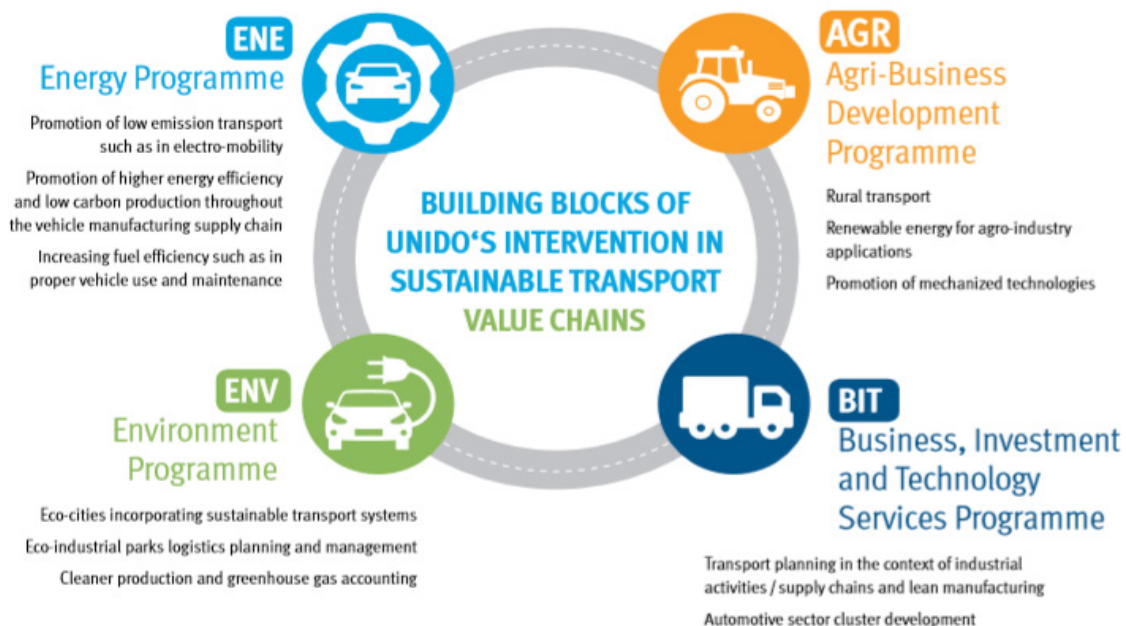 ENE
Energy Programme
Promotion of low emission transport
such as in electro-mobility
Promotion of higher energy efficiency
and low carbon production throughout
the vehicle manufacturing supply chain
Increasing fuel efficiency such as in
proper vehicle use and maintenance
AGR
Agri-Business
Development
Programme
Rural transport
Renewable energy for agro-industry
applications
Promotion of mechanized technologies
BUILDING BLOCKS OF
UNIDO‘S INTERVENTION IN
SUSTAINABLE TRANSPORT
VALUE CHAINS
ENV
Environment
Programme
Eco-cities incorporating sustainable transport systems
Eco-industrial parks logistics planning and management
Cleaner production and greenhouse gas accounting
BIT
Business, Investment
and Technology
Services Programme
Transport planning in the context of industrial
activities / supply chains and lean manufacturing
Automotive sector cluster development